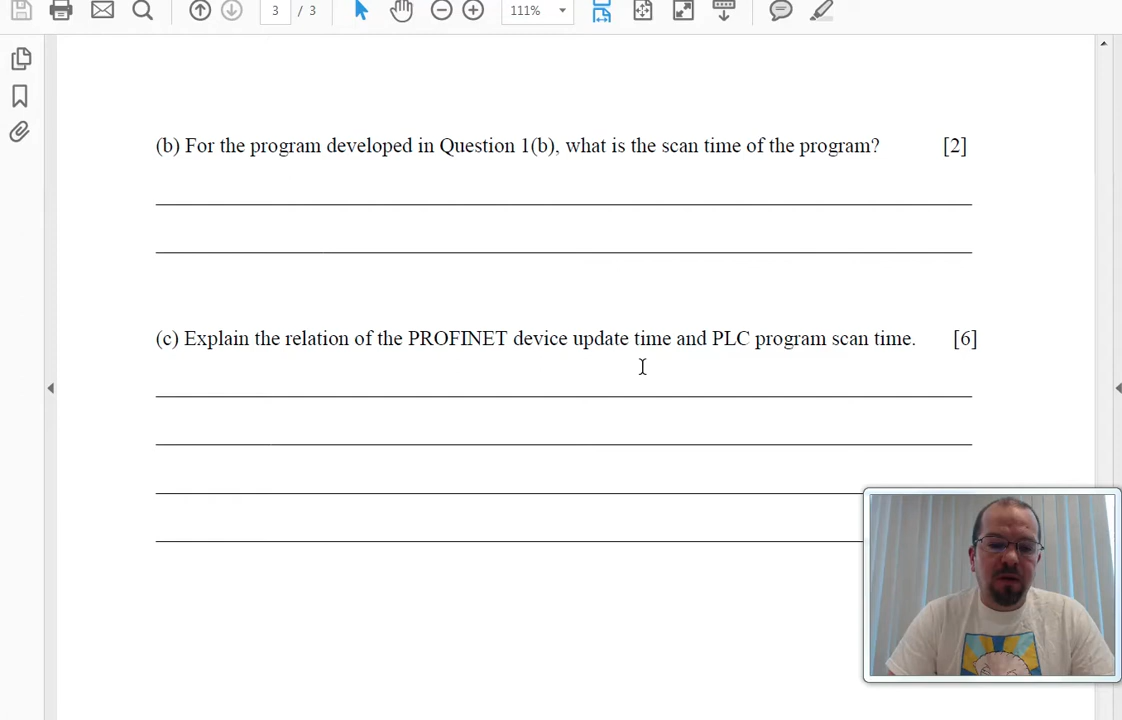 3 / 3
111%
(b) For the program developed in Question 1(b), what is the scan time of the program? [2]
(c) Explain the relation of the PROFINET device update time and PLC program scan time. [6]